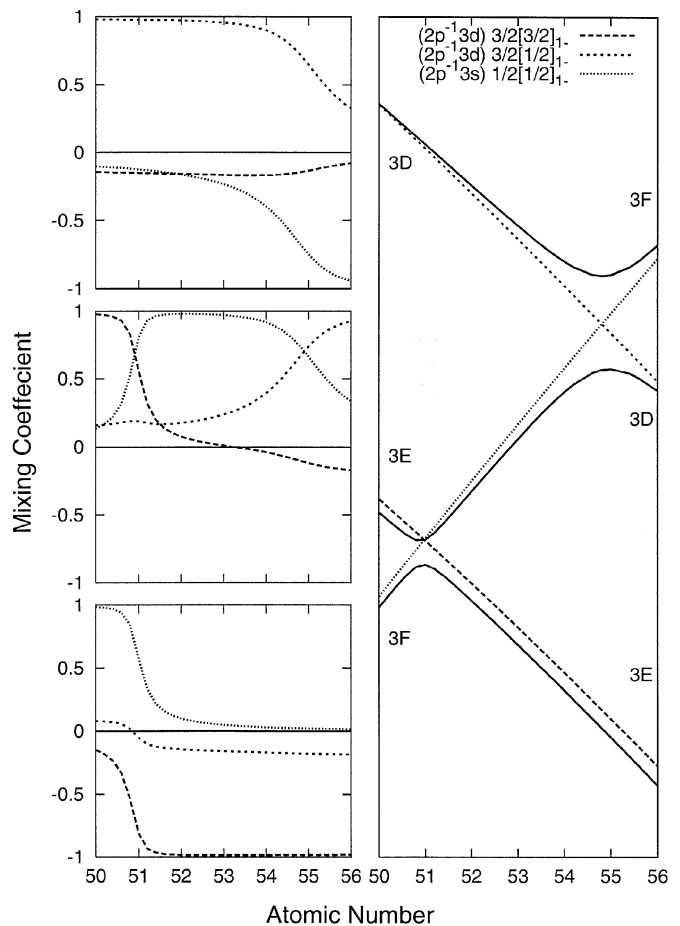 Mixing Coeffecient
1
0.5
0
-0.5
-1
1
0.5
0
-0.5
-1
1
0.5
0
-0.5
-1
50 51 52 53 54 55 56
(2p⁻¹3d) 3/2[3/2]₁₋
(2p⁻¹3d) 3/2[1/2]₁₋
(2p⁻¹3s) 1/2[1/2]₁₋
3D
3F
3D
3E
3F
3E
50 51 52 53 54 55 56
Atomic Number